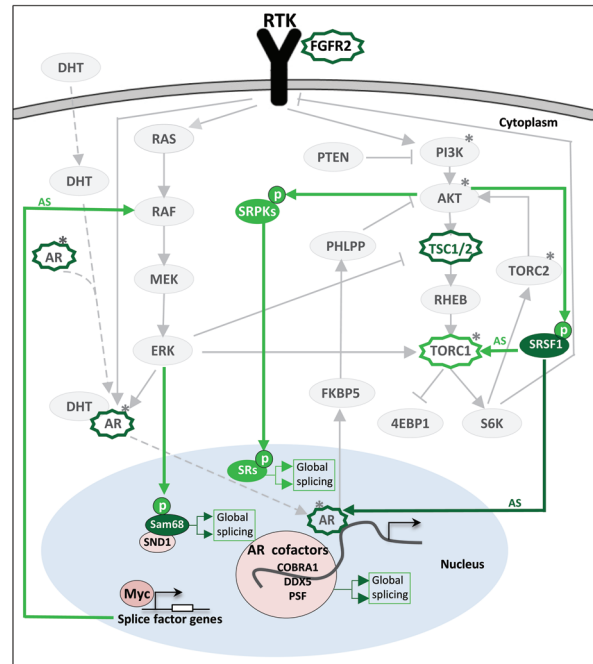 RTK
FGFR2
DHT
Cytoplasm
RAS
PTEN
PI3K
*
DHT
p
AKT
*
AS
RAF
SRPKs
AR
*
PHLPP
TSC1/2
TORC2
*
MEK
RHEB
p
ERK
TORC1
*
AS
SRSF1
DHT
AR
*
FKBP5
4EBP1
S6K
p
SRs
Global
splicing
p
Sam68
SND1
Global
splicing
*
AR
AS
AR cofactors
COBRA1
DDX5
PSF
Nucleus
Global
splicing
Myc
Splice factor genes